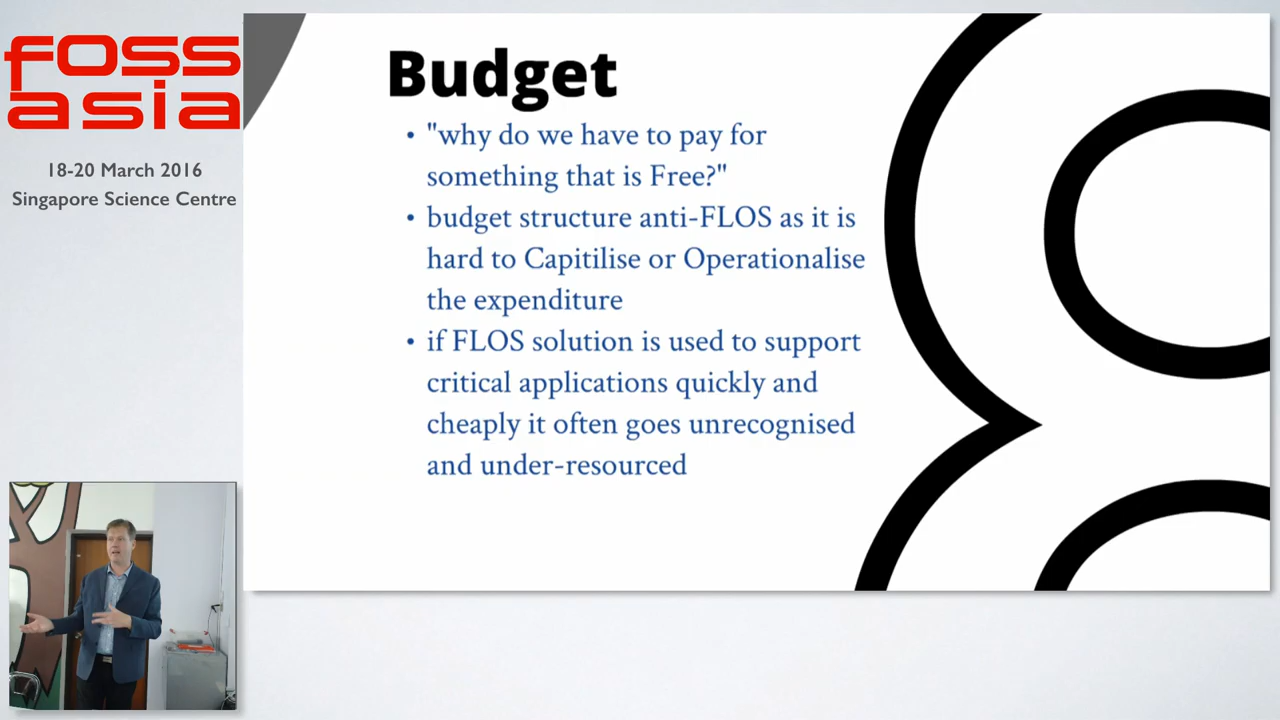 foss
asia
18-20 March 2016
Singapore Science Centre
Budget
• "why do we have to pay for
something that is Free?"
• budget structure anti-FLOS as it is
hard to Capitilise or Operationalise
the expenditure
• if FLOS solution is used to support
critical applications quickly and
cheaply it often goes unrecognised
and under-resourced